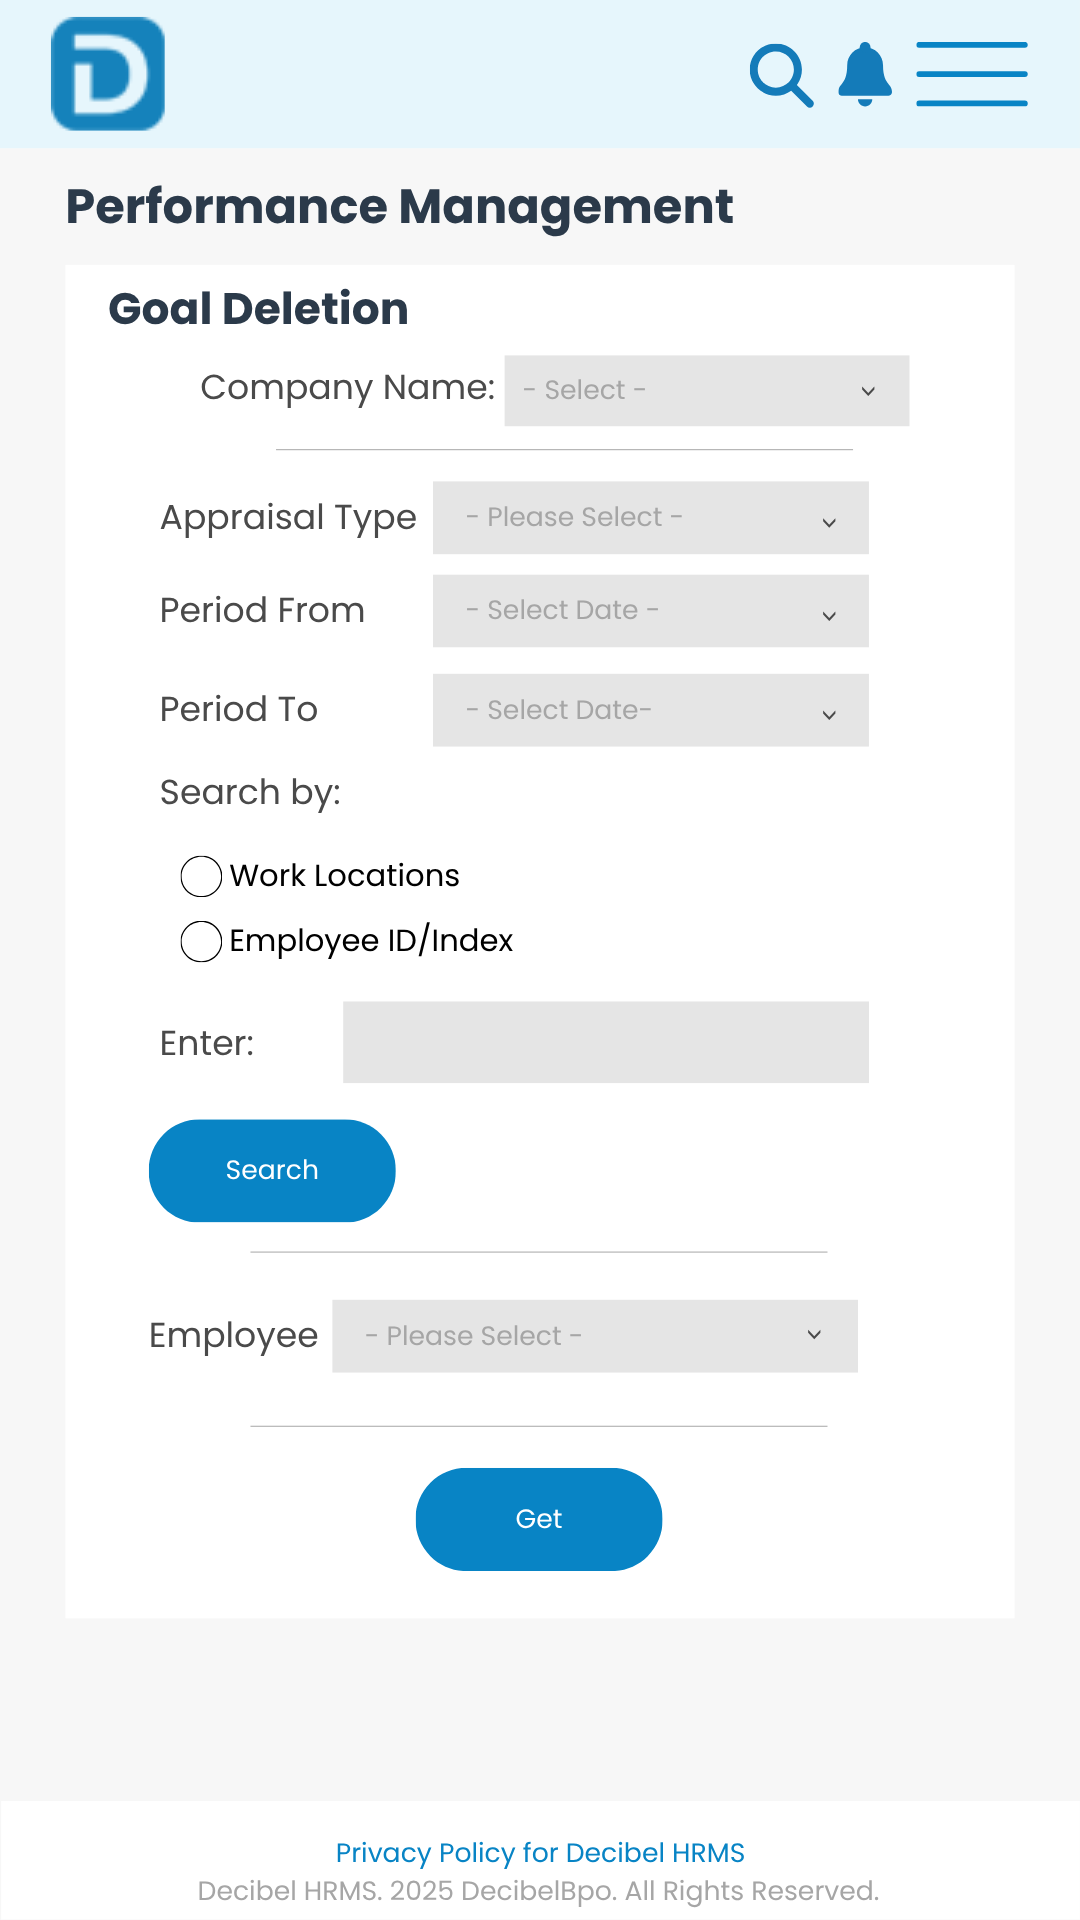 D
Performance Management
Goal Deletion
Company Name: - Select -
Appraisal Type - Please Select -
Period From - Select Date -
Period To - Select Date-
Search by:
Work Locations
Employee ID/Index
Enter:
Search
Employee - Please Select -
Get
Privacy Policy for Decibel HRMS
Decibel HRMS. 2025 DecibelBpo. All Rights Reserved.